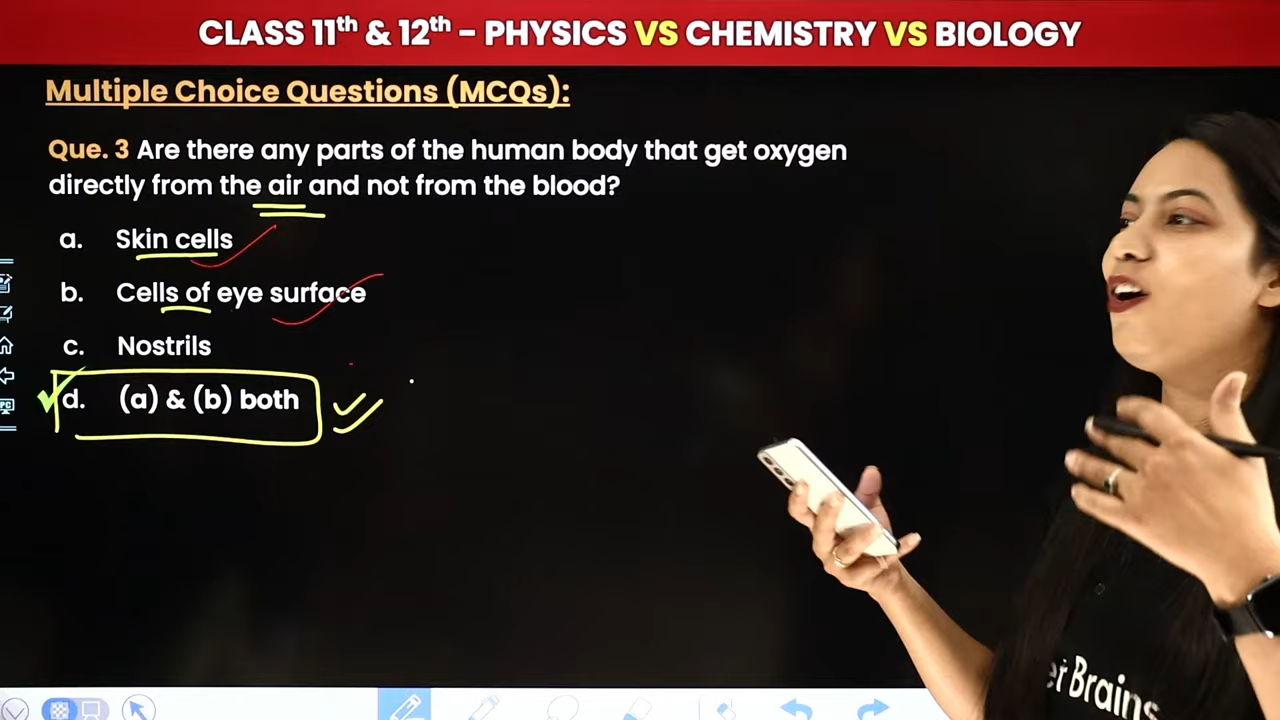 CLASS 11th & 12th - PHYSICS VS CHEMISTRY VS BIOLOGY
Multiple Choice Questions (MCQs):
Que. 3 Are there any parts of the human body that get oxygen
directly from the air and not from the blood?
a. Skin cells
b. Cells of eye surface
c. Nostrils
d. (a) & (b) both
Brains